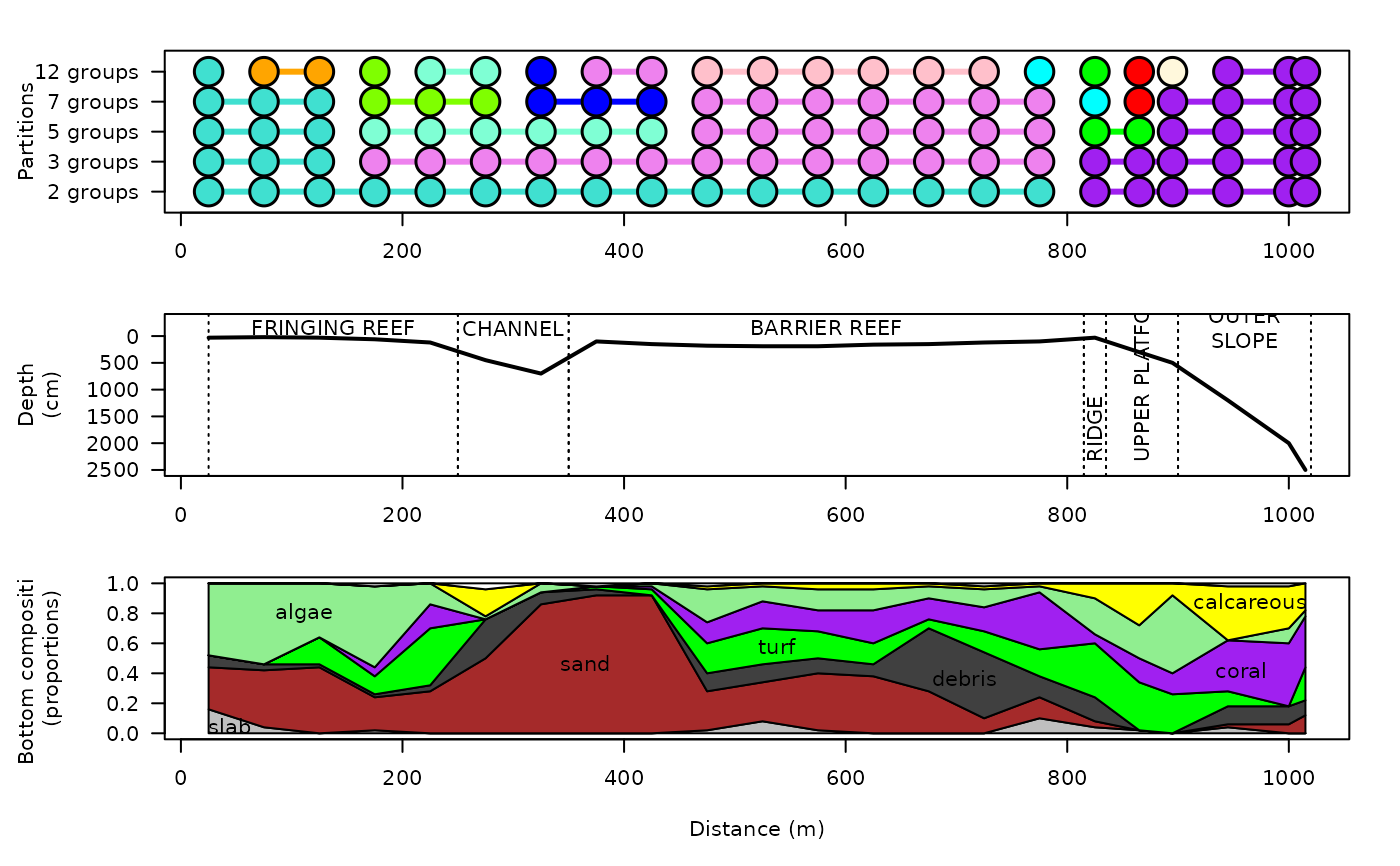 Partitions
12 groups
7 groups
5 groups
3 groups
2 groups
0 200 400 600 800 1000
Depth
(cm)
0
500
1000
1500
2000
2500
FRINGING REEF CHANNEL BARRIER REEF
RIDGE
UPPER PLATFO
OUTER
SLOPE
0 200 400 600 800 1000
Bottom compositi
(proportions)
1.0
0.8
0.6
0.4
0.2
0.0
algae
calcareous
turf
sand
coral
debris
slab
0 200 400 600 800 1000
Distance (m)